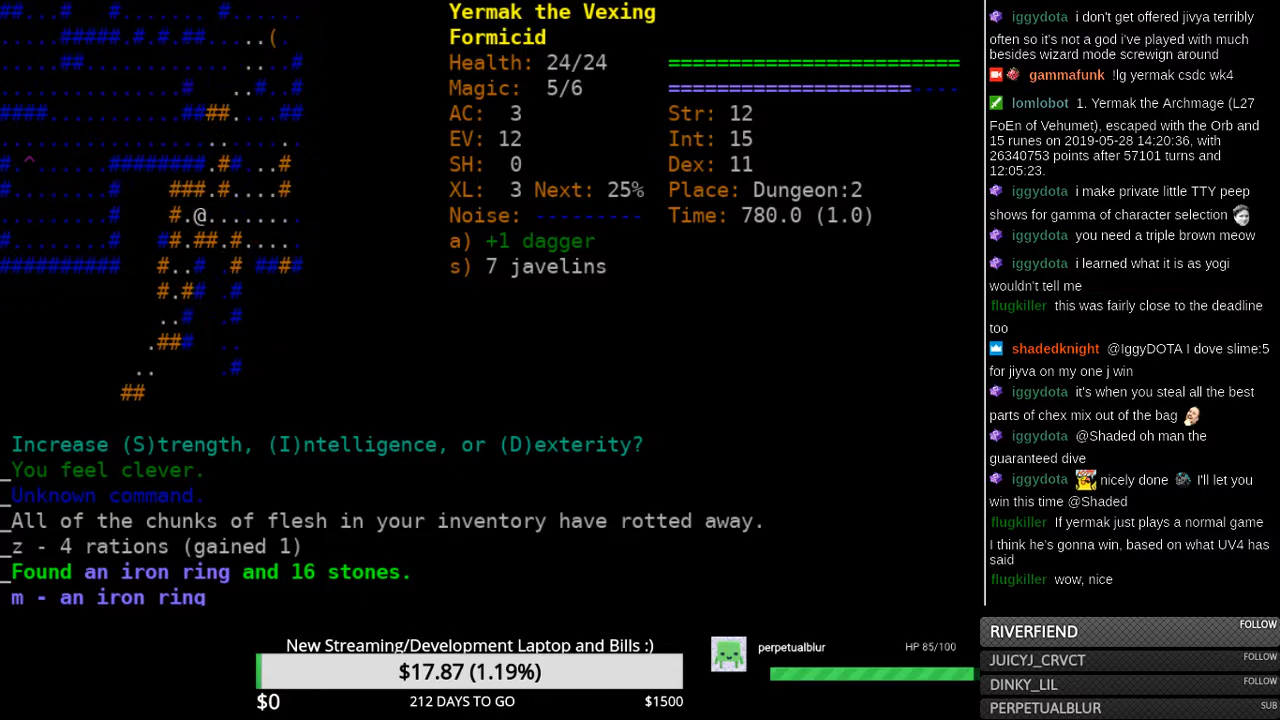 Yermak the Vexing
Formicid
Health: 24/24
Magic: 5/6
AC: 3
Str: 12
EV: 12
Int: 15
SH: 0
Dex: 11
XL: 3 Next: 25%
Place: Dungeon:2
Noise: ---------
Time: 780.0 (1.0)
a) +1 dagger
s) 7 javelins
Increase (S)trength, (I)ntelligence, or (D)exterity?
_You feel clever.
_Unknown command.
_All of the chunks of flesh in your inventory have rotted away.
_z - 4 rations (gained 1)
_Found an iron ring and 16 stones.
m - an iron ring
New Streaming/Development Laptop and Bills :)
$17.87 (1.19%)
$0
212 DAYS TO GO
$1500
perpetualblur
HP 85/100
iggydota i don't get offered jivya terribly
often so it's not a god i've played with much
besides wizard mode screwign around
gammafunk !lg yermak csdc wk4
lomlobot 1. Yermak the Archmage (L27
FoEn of Vehumet), escaped with the Orb and
15 runes on 2019-05-28 14:20:36, with
26340753 points after 57101 turns and
12:05:23.
iggydota i make private little TTY peep
shows for gamma of character selection
iggydota you need a triple brown meow
iggydota i learned what it is as yogi
wouldn't tell me
flugkiller this was fairly close to the deadline
too
shadedknight @IggyDOTA I dove slime:5
for jiyva on my one j win
iggydota it's when you steal all the best
parts of chex mix out of the bag
iggydota @Shaded oh man the
guaranteed dive
iggydota nicely done I'll let you
win this time @Shaded
flugkiller If yermak just plays a normal game
I think he's gonna win, based on what UV4 has
said
flugkiller wow, nice
RIVERFIEND FOLLOW
JUICYJ_CRVCT FOLLOW
DINKY_LIL FOLLOW
PERPETUALBLUR SUB